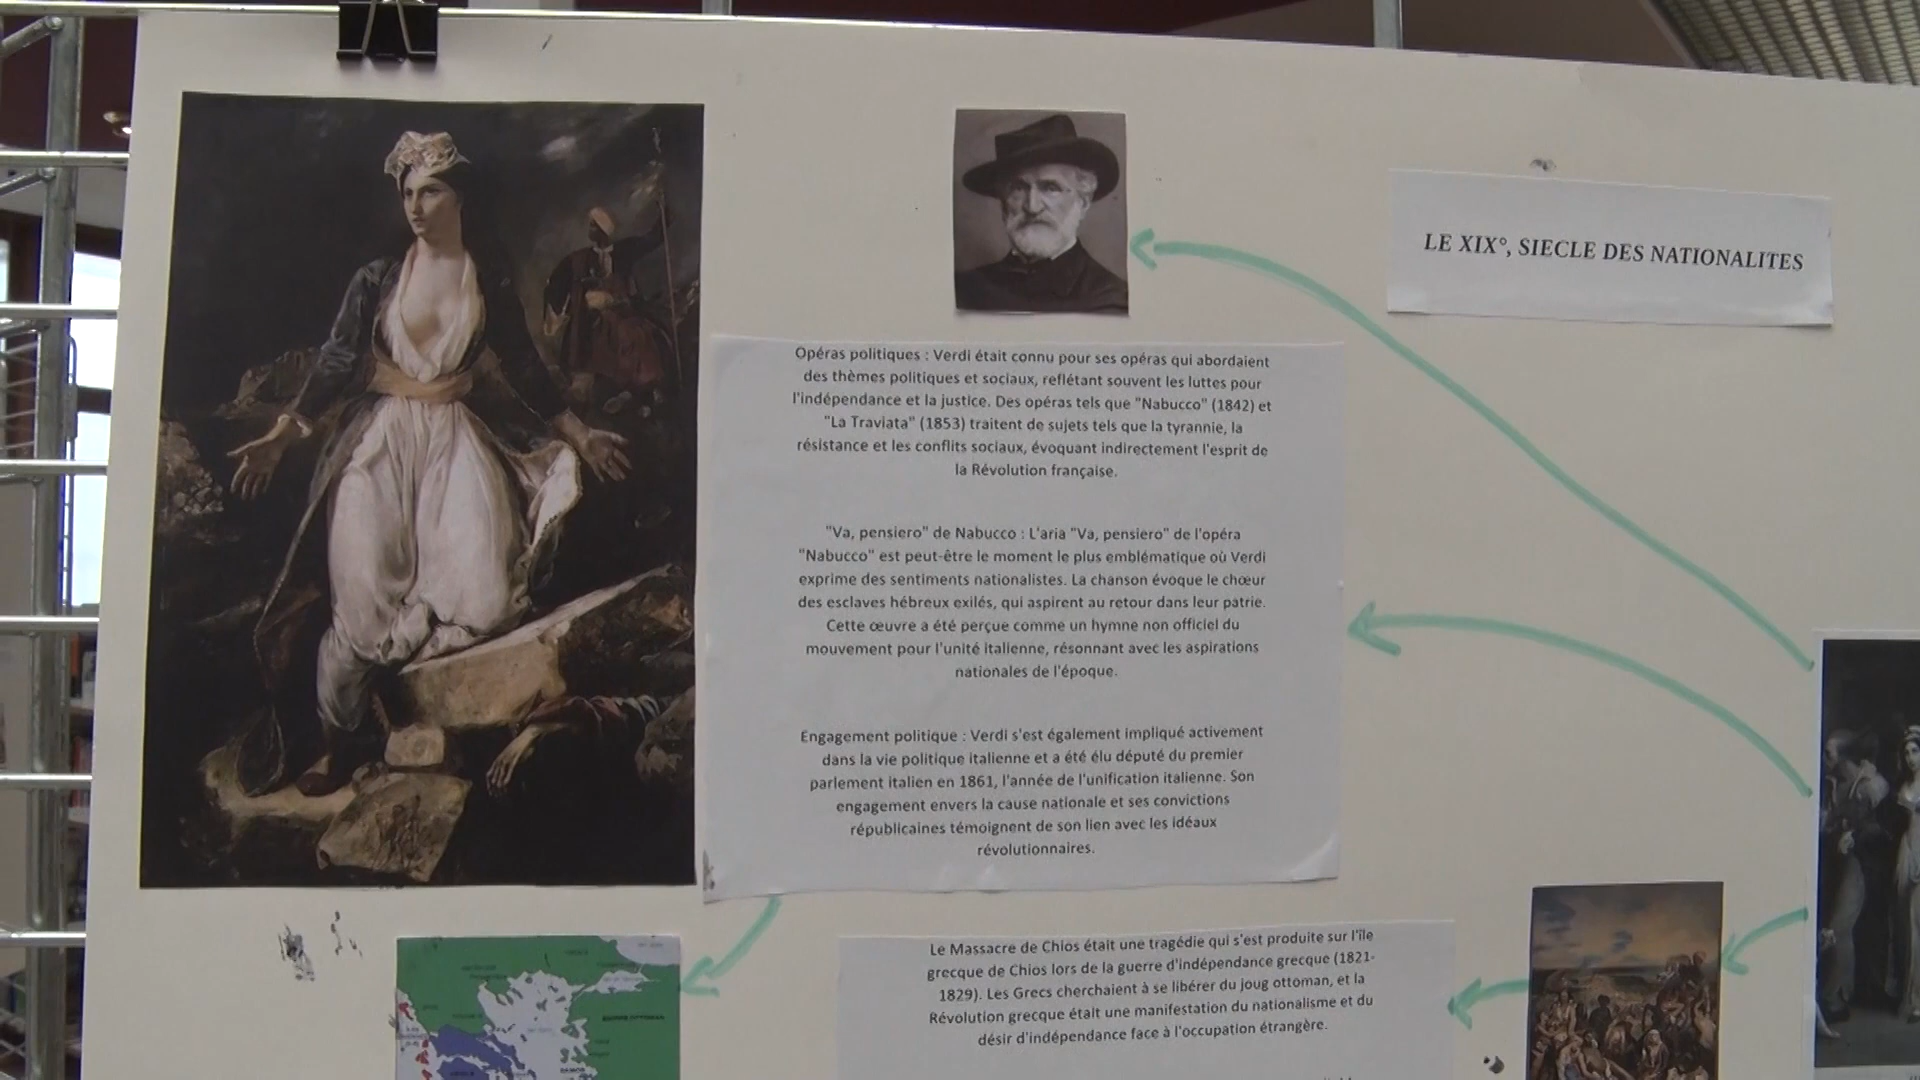 LE XIX°, SIECLE DES NATIONALITES
Opéras politiques : Verdi était connu pour ses opéras qui abordaient
des thèmes politiques et sociaux, reflétant souvent les luttes pour
l'indépendance et la justice. Des opéras tels que "Nabucco" (1842) et
"La Traviata" (1853) traitent de sujets tels que la tyrannie, la
résistance et les conflits sociaux, évoquant indirectement l'esprit de
la Révolution française.
"Va, pensiero" de Nabucco : L'aria "Va, pensiero" de l'opéra
"Nabucco" est peut-être le moment le plus emblématique où Verdi
exprime des sentiments nationalistes. La chanson évoque le chœur
des esclaves hébreux exilés, qui aspirent au retour dans leur patrie.
Cette œuvre a été perçue comme un hymne non officiel du
mouvement pour l'unité italienne, résonnant avec les aspirations
nationales de l'époque.
Engagement politique : Verdi s'est également impliqué activement
dans la vie politique italienne et a été élu député du premier
parlement italien en 1861, l'année de l'unification italienne. Son
engagement envers la cause nationale et ses convictions
républicaines témoignent de son lien avec les idéaux
révolutionnaires.
Le Massacre de Chios était une tragédie qui s'est produite sur l'île
grecque de Chios lors de la guerre d'indépendance grecque (1821-
1829). Les Grecs cherchaient à se libérer du joug ottoman, et la
Révolution grecque était une manifestation du nationalisme et du
désir d'indépendance face à l'occupation étrangère.
EMPIRE OTTOMAN